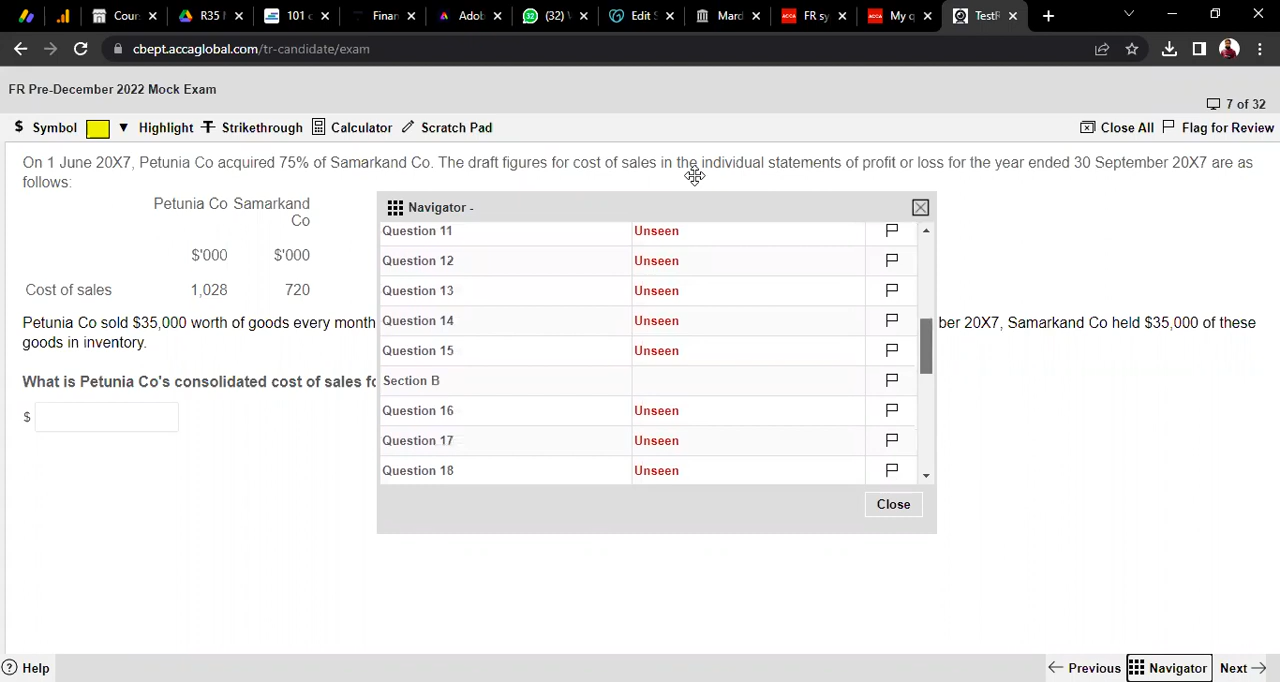 Cour
R35
101
Finan
Adob
(32)
Edit S
Marc
FR sy
My q
TestR
cbept.accaglobal.com/tr-candidate/exam
FR Pre-December 2022 Mock Exam
7 of 32
$ Symbol Highlight Strikethrough Calculator Scratch Pad Close All Flag for Review
On 1 June 20X7, Petunia Co acquired 75% of Samarkand Co. The draft figures for cost of sales in the individual statements of profit or loss for the year ended 30 September 20X7 are as
follows:
Petunia Co Samarkand
Co
$'000 $'000
Cost of sales 1,028 720
Petunia Co sold $35,000 worth of goods every month
ber 20X7, Samarkand Co held $35,000 of these
goods in inventory.
What is Petunia Co's consolidated cost of sales fo
$
Navigator -
Question 11 Unseen
Question 12 Unseen
Question 13 Unseen
Question 14 Unseen
Question 15 Unseen
Section B
Question 16 Unseen
Question 17 Unseen
Question 18 Unseen
Close
Help
Previous Navigator Next